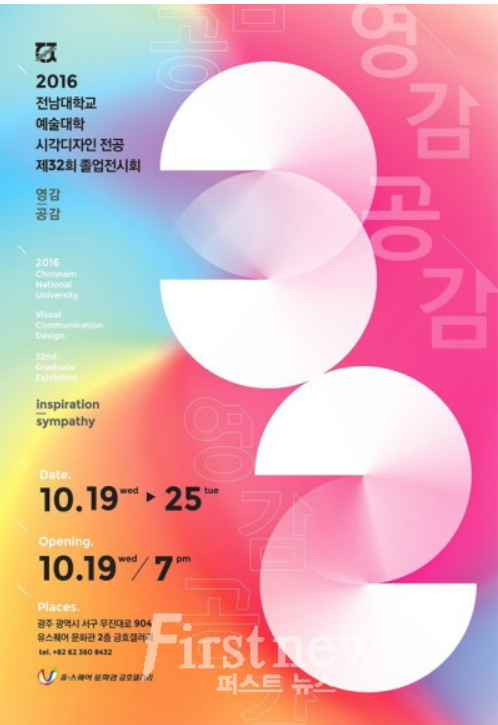 2016
전남대학교
예술대학
시각디자인 전공
제32회 졸업전시회
영감
공감
2016
Chonnam
National
University
Visual
Communication
Design
32nd
Graduate
Exhibition
inspiration
sympathy
영감
공감
공
영감
공
Date.
10.19 wed ▸ 25 tue
Opening.
10.19 wed / 7 pm
Places.
광주 광역시 서구 무진대로 904
유스퀘어 문화관 2층 금호갤러리
tel. +82 62 360 8432
유·스퀘어 문화관 금호갤러리
First new
퍼스트 뉴스